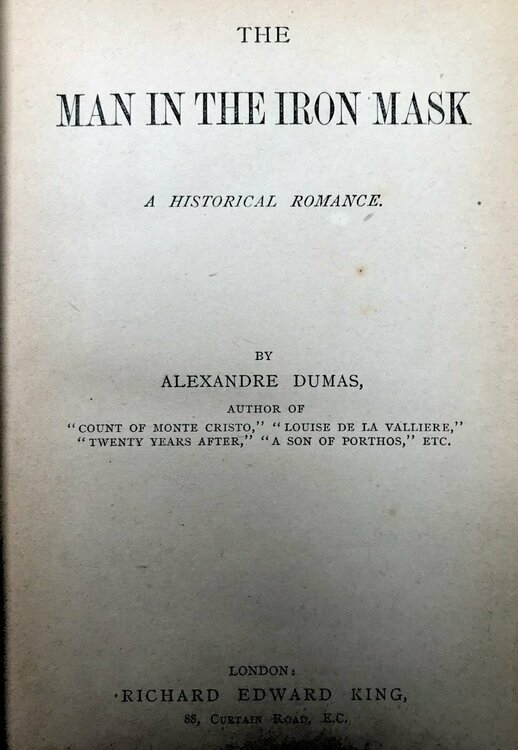 THE
MAN IN THE IRON MASK
A HISTORICAL ROMANCE.
BY
ALEXANDRE DUMAS,
AUTHOR OF
"COUNT OF MONTE CRISTO," "LOUISE DE LA VALLIERE,"
"TWENTY YEARS AFTER," "A SON OF PORTHOS," ETC.
LONDON:
RICHARD EDWARD KING,
88, CURTAIN ROAD, E.C.